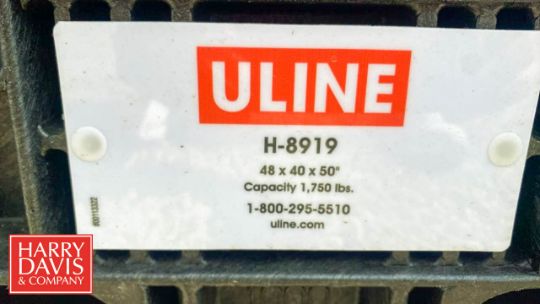 ULINE
H-8919
48 x 40 x 50"
Capacity 1,750 lbs.
1-800-295-5510
uline.com
HARRY
DAVIS
& COMPANY